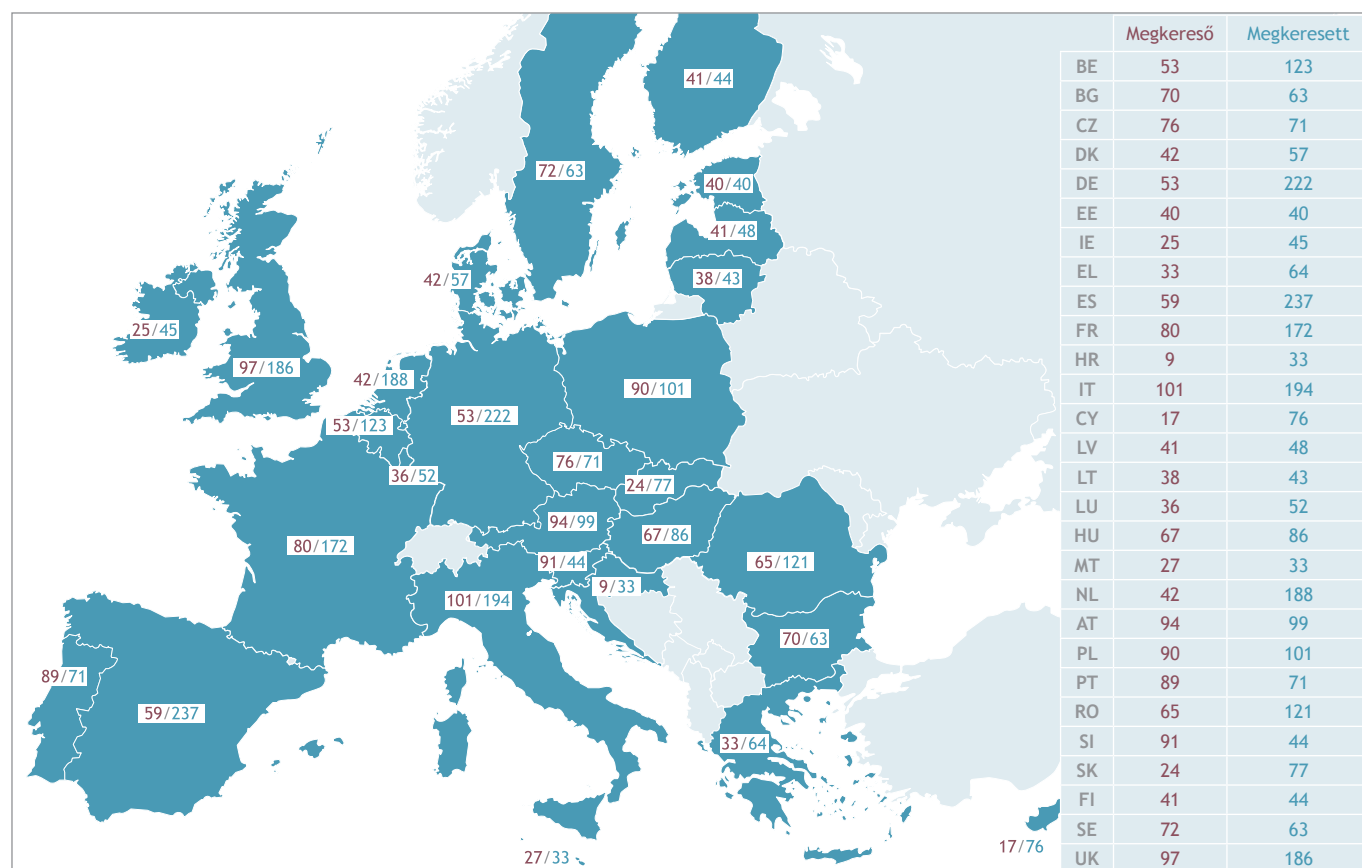 Megkereső Megkeresett
BE 53 123
BG 70 63
CZ 76 71
DK 42 57
DE 53 222
EE 40 40
IE 25 45
EL 33 64
ES 59 237
FR 80 172
HR 9 33
IT 101 194
CY 17 76
LV 41 48
LT 38 43
LU 36 52
HU 67 86
MT 27 33
NL 42 188
AT 94 99
PL 90 101
PT 89 71
RO 65 121
SI 91 44
SK 24 77
FI 41 44
SE 72 63
UK 97 186
41/44
72/63
40/40
41/48
42/57
38/43
25/45
97/186
42/188
90/101
53/123
53/222
76/71
36/52
24/77
94/99
67/86
80/172
91/44
65/121
9/33
101/194
70/63
89/71
59/237
33/64
17/76
27/33